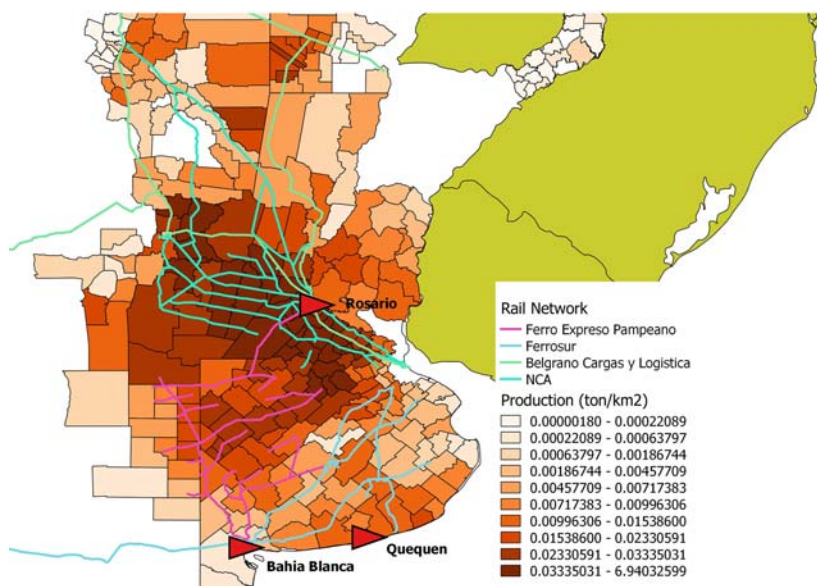 Rosario
Rail Network
Ferro Expreso Pampeano
Ferrosur
Belgrano Cargas y Logistica
NCA
Production (ton/km2)
0.00000180 - 0.00022089
0.00022089 - 0.00063797
0.00063797 - 0.00186744
0.00186744 - 0.00457709
0.00457709 - 0.00717383
0.00717383 - 0.00996306
0.00996306 - 0.01538600
0.01538600 - 0.02330591
0.02330591 - 0.03335031
0.03335031 - 6.94032599
Quequen
Bahia Blanca